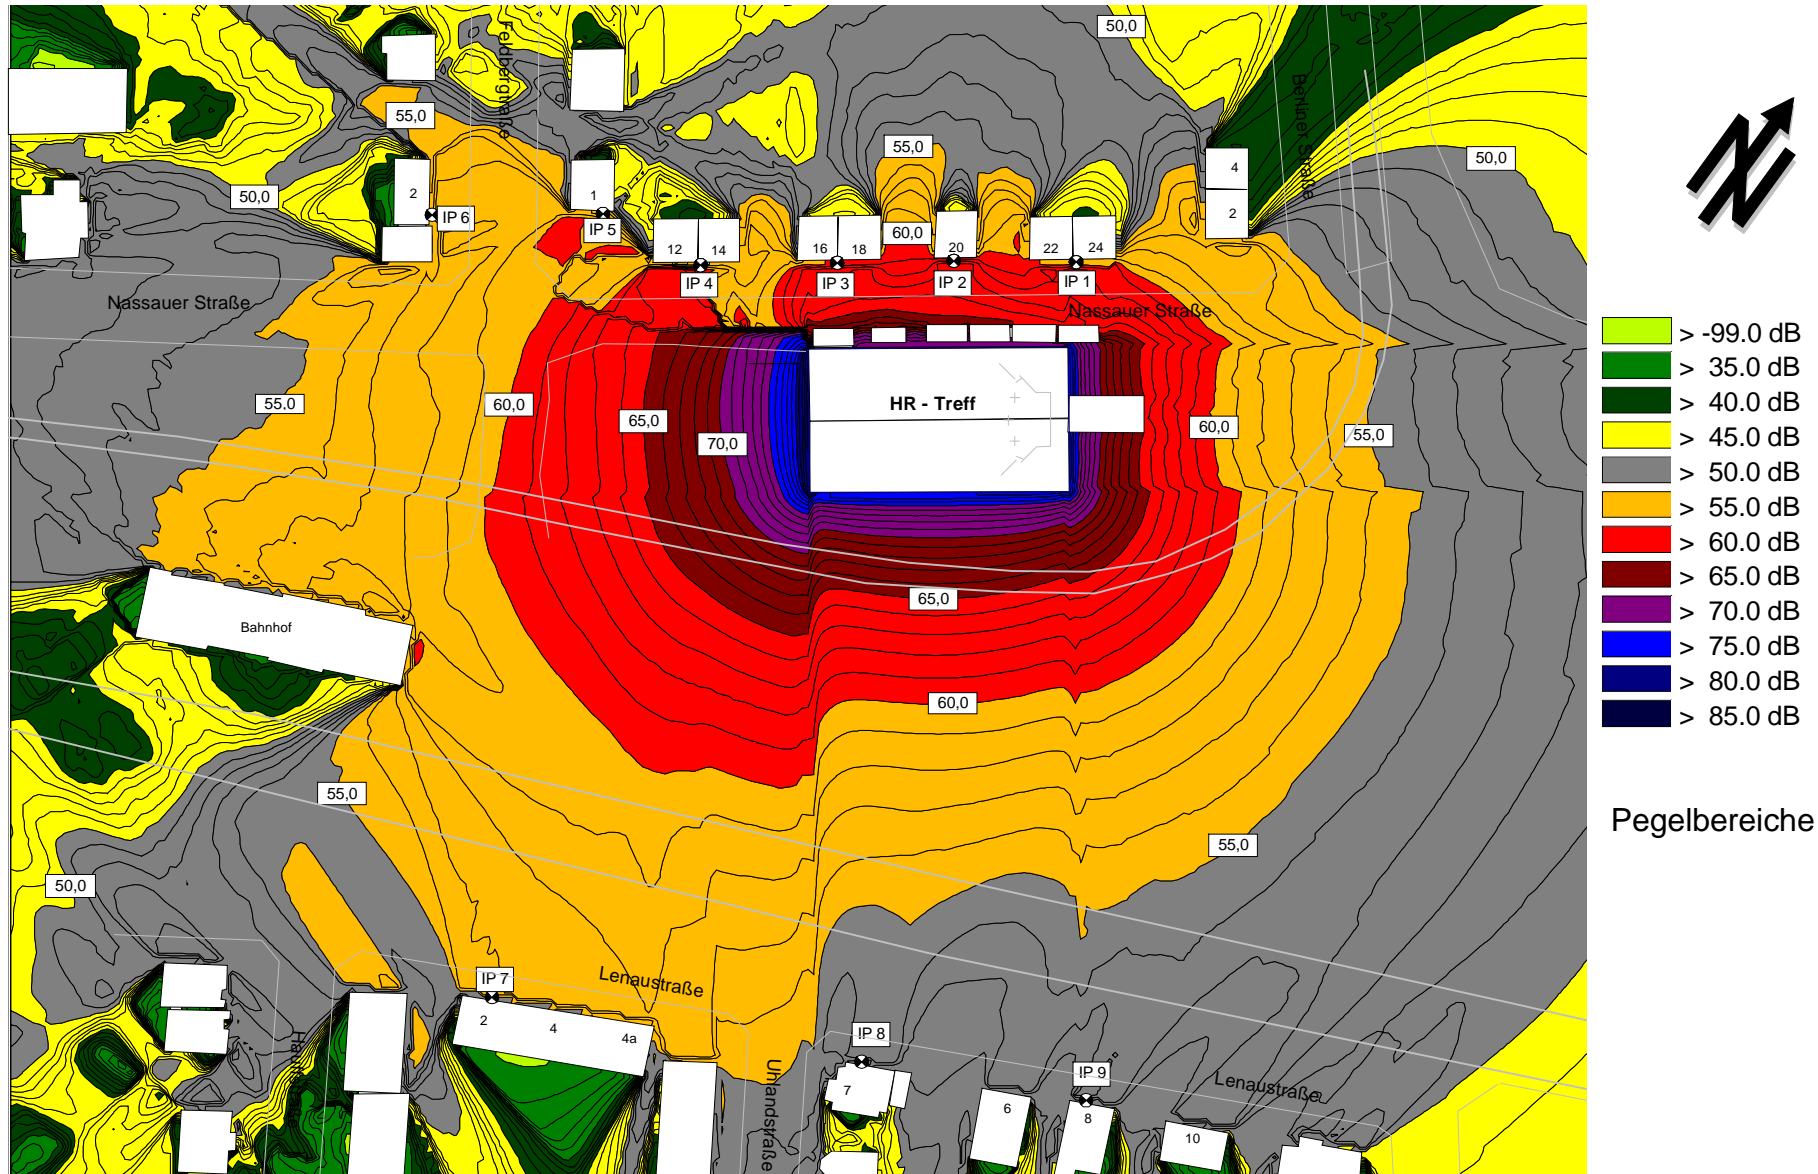 50,0
Feldbergtraße
Berliner Straße
55,0
55,0
50,0
50,0
2
IP 6
1
IP 5
12
14
16
18
60,0
20
22
24
4
2
IP 4
IP 3
IP 2
IP 1
Nassauer Straße
Nassauer Straße
55,0
60,0
65,0
70,0
HR - Treff
60,0
55,0
65,0
Bahnhof
60,0
55,0
55,0
50,0
IP 7
Lenaustraße
2
4
4a
Uhlandstraße
IP 8
7
IP 9
6
8
10
Lenaustraße
> -99.0 dB
> 35.0 dB
> 40.0 dB
> 45.0 dB
> 50.0 dB
> 55.0 dB
> 60.0 dB
> 65.0 dB
> 70.0 dB
> 75.0 dB
> 80.0 dB
> 85.0 dB
Pegelbereiche